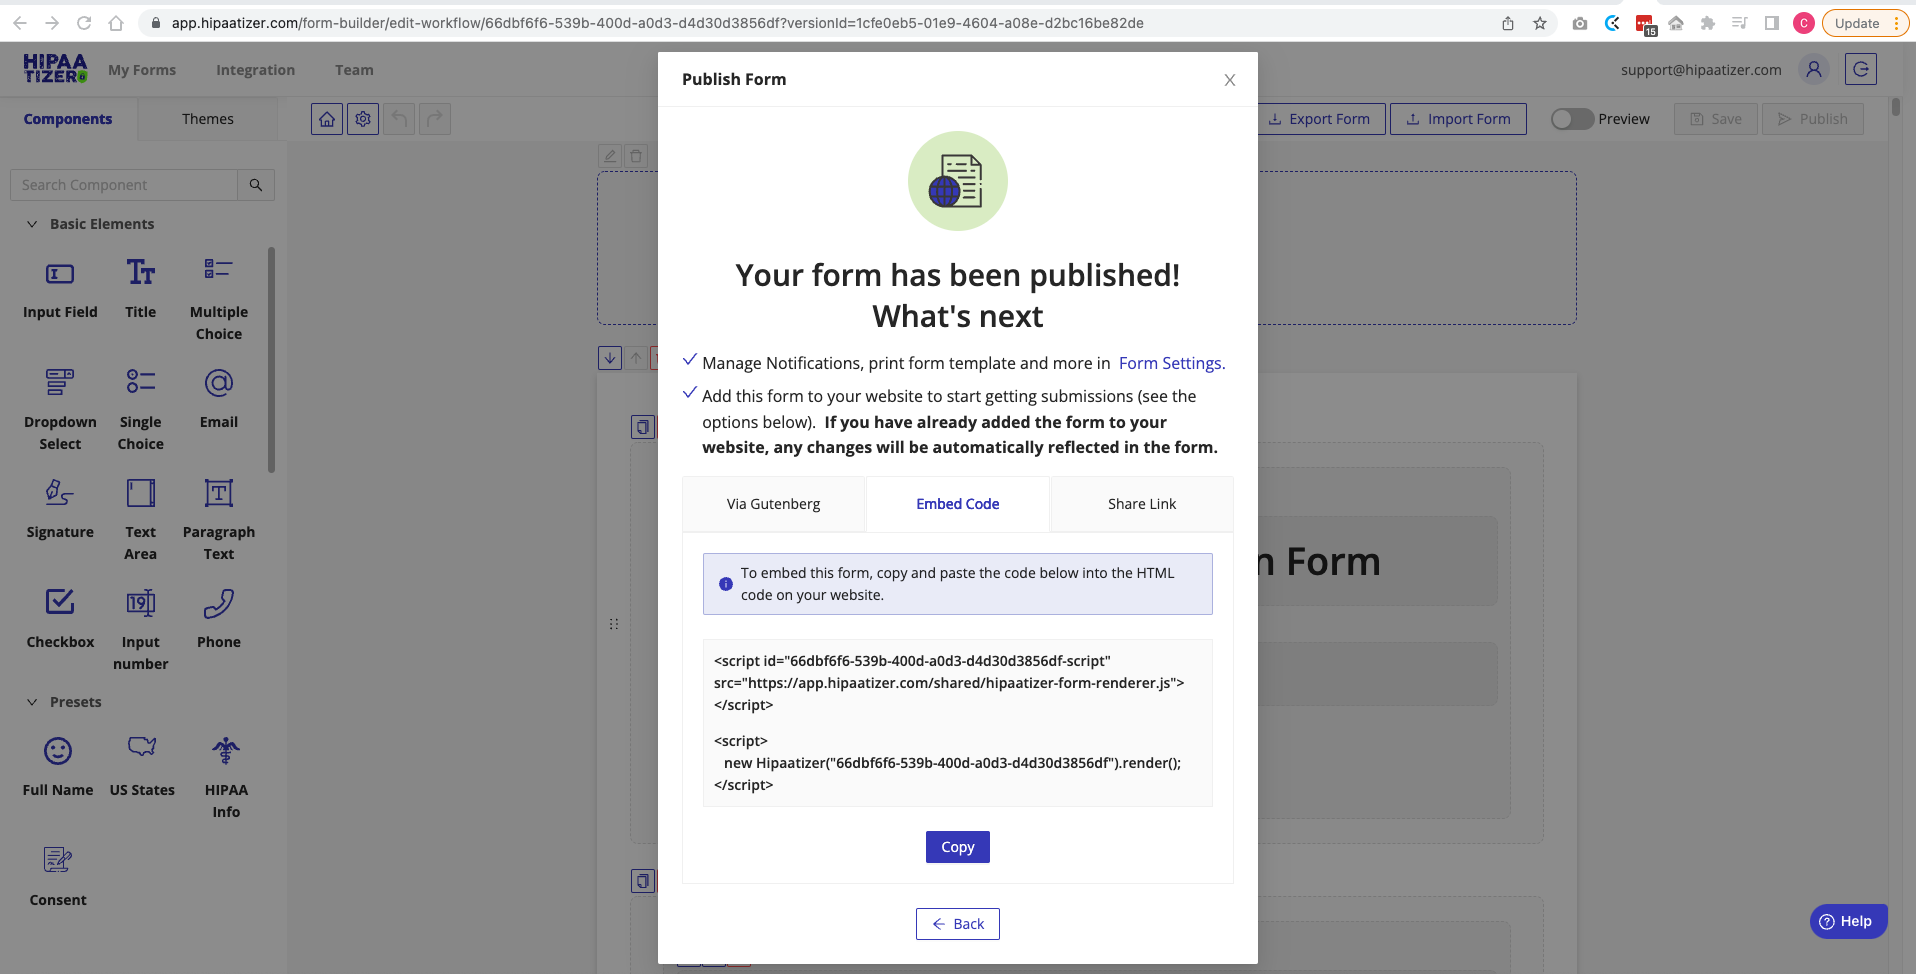 app.hipaatizer.com/form-builder/edit-workflow/66dbf6f6-539b-400d-a0d3-d4d30d3856df?versionId=1cfe0eb5-01e9-4604-a08e-d2bc16be82de
15
C
Update
HIPAA
TIZER
My Forms
Integration
Team
support@hipaatizer.com
Components
Themes
Export Form
Import Form
Preview
Save
Publish
Search Component
Basic Elements
Input Field
Title
Multiple
Choice
Dropdown
Select
Single
Choice
Email
Signature
Text
Area
Paragraph
Text
Checkbox
Input
number
Phone
Presets
Full Name
US States
HIPAA
Info
Consent
Publish Form
Your form has been published!
What's next
Manage Notifications, print form template and more in Form Settings.
Add this form to your website to start getting submissions (see the
options below). If you have already added the form to your
website, any changes will be automatically reflected in the form.
Via Gutenberg
Embed Code
Share Link
To embed this form, copy and paste the code below into the HTML
code on your website.
<script id="66dbf6f6-539b-400d-a0d3-d4d30d3856df-script"
src="https://app.hipaatizer.com/shared/hipaatizer-form-renderer.js">
</script>
<script>
new Hipaatizer("66dbf6f6-539b-400d-a0d3-d4d30d3856df").render();
</script>
Copy
Back
n Form
Help